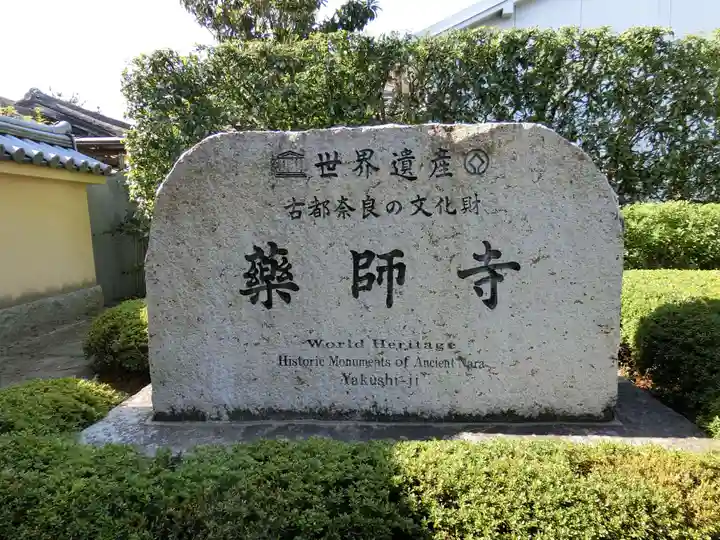 世界遺産
古都奈良の文化財
藥師寺
World Heritage
Historic Monuments of Ancient Nara
Yakushi-ji